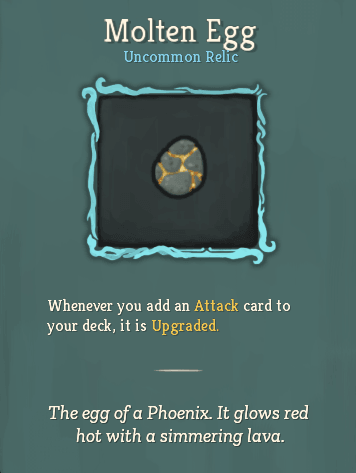 Molten Egg
Uncommon Relic
Whenever you add an Attack card to
your deck, it is Upgraded.
The egg of a Phoenix. It glows red
hot with a simmering lava.